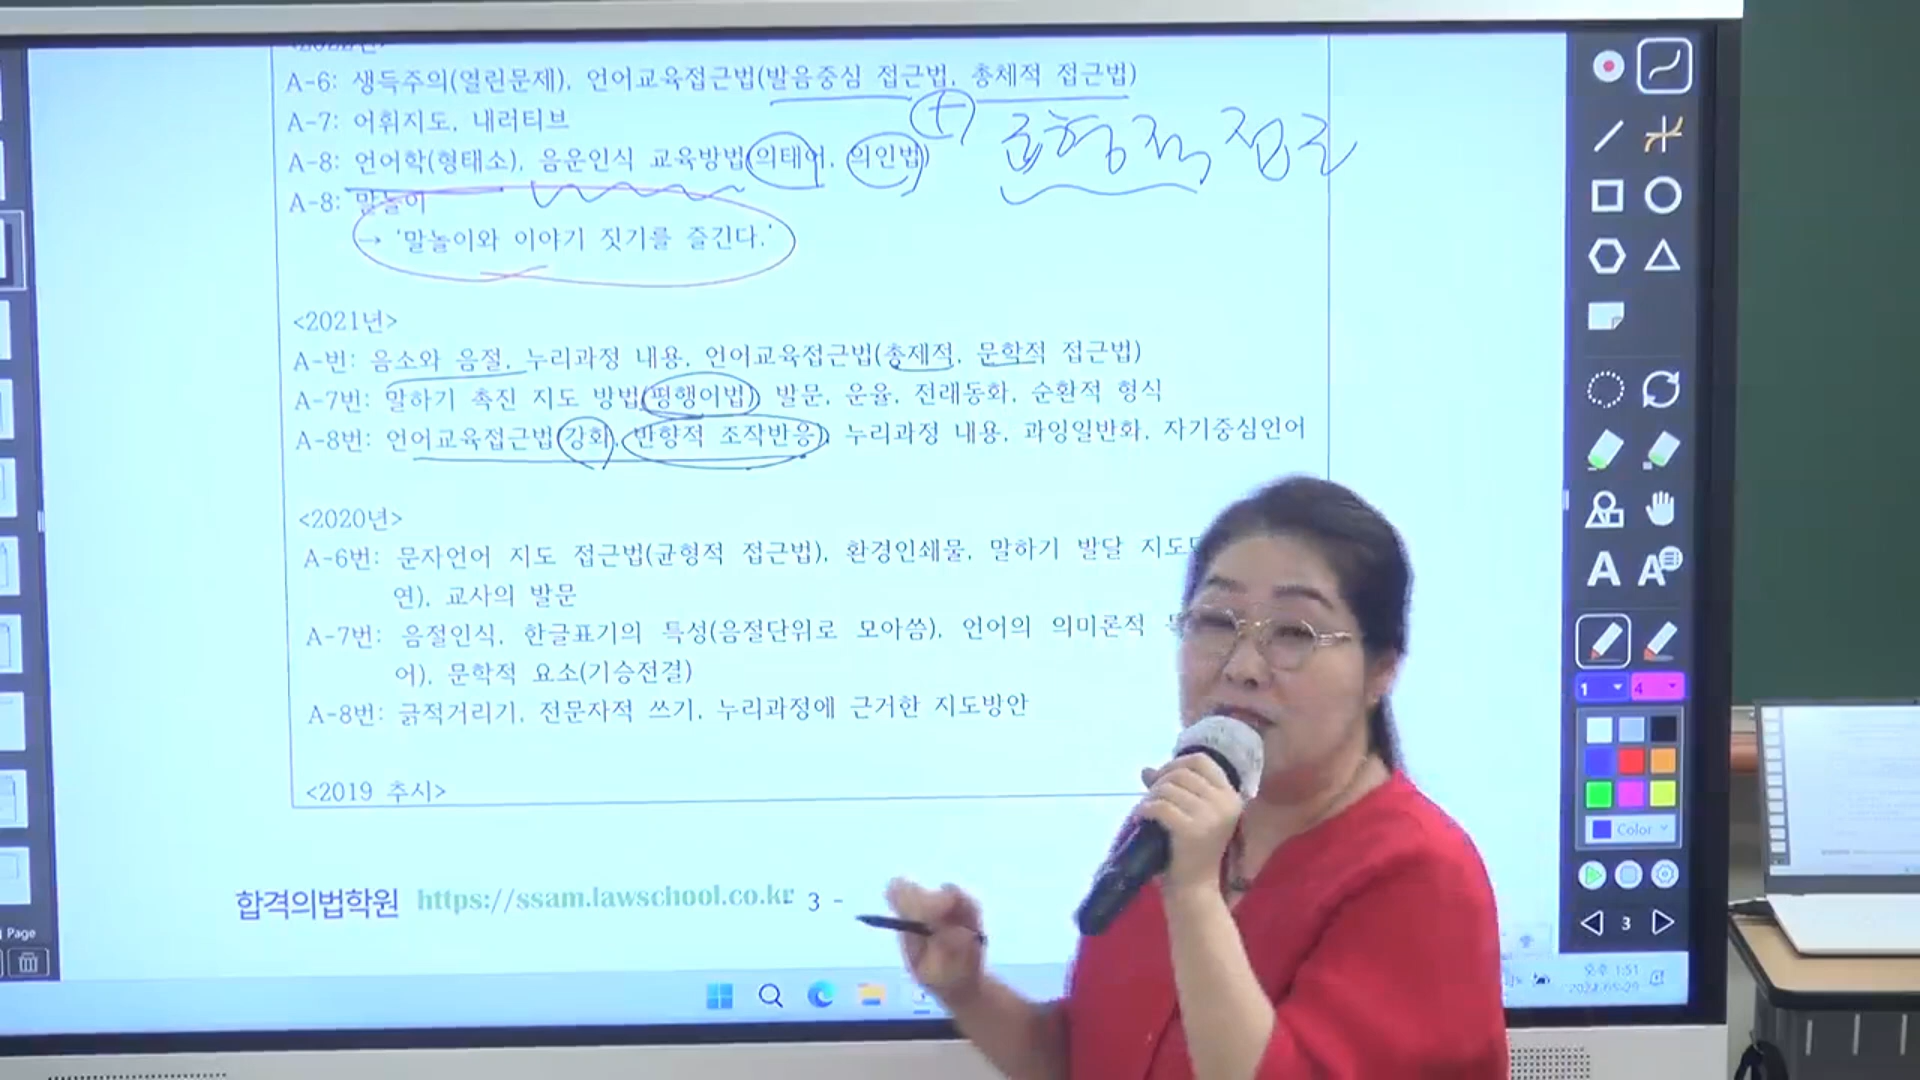 A-6: 생득주의(열린문제), 언어교육접근법(발음중심 접근법, 총체적 접근법)
A-7: 어휘지도, 내러티브
A-8: 언어학(형태소), 음운인식 교육방법(의태어, 의인법)
+ 균형적 접근
A-8: 말놀이
→ '말놀이와 이야기 짓기를 즐긴다.'
<2021년>
A-번: 음소와 음절, 누리과정 내용, 언어교육접근법(총체적, 문학적 접근법)
A-7번: 말하기 촉진 지도 방법(평행어법) 발문, 운율, 전래동화, 순환적 형식
A-8번: 언어교육접근법(강화, 반향적 조작반응), 누리과정 내용, 과잉일반화, 자기중심언어
<2020년>
A-6번: 문자언어 지도 접근법(균형적 접근법), 환경인쇄물, 말하기 발달 지도
연), 교사의 발문
A-7번: 음절인식, 한글표기의 특성(음절단위로 모아씀), 언어의 의미론적
어), 문학적 요소(기승전결)
A-8번: 긁적거리기, 전문자적 쓰기, 누리과정에 근거한 지도방안
<2019 추시>
합격의법학원 https://ssam.lawschool.co.kr - 3 -
Page
A A
1 4
Color
3
오후 1:51